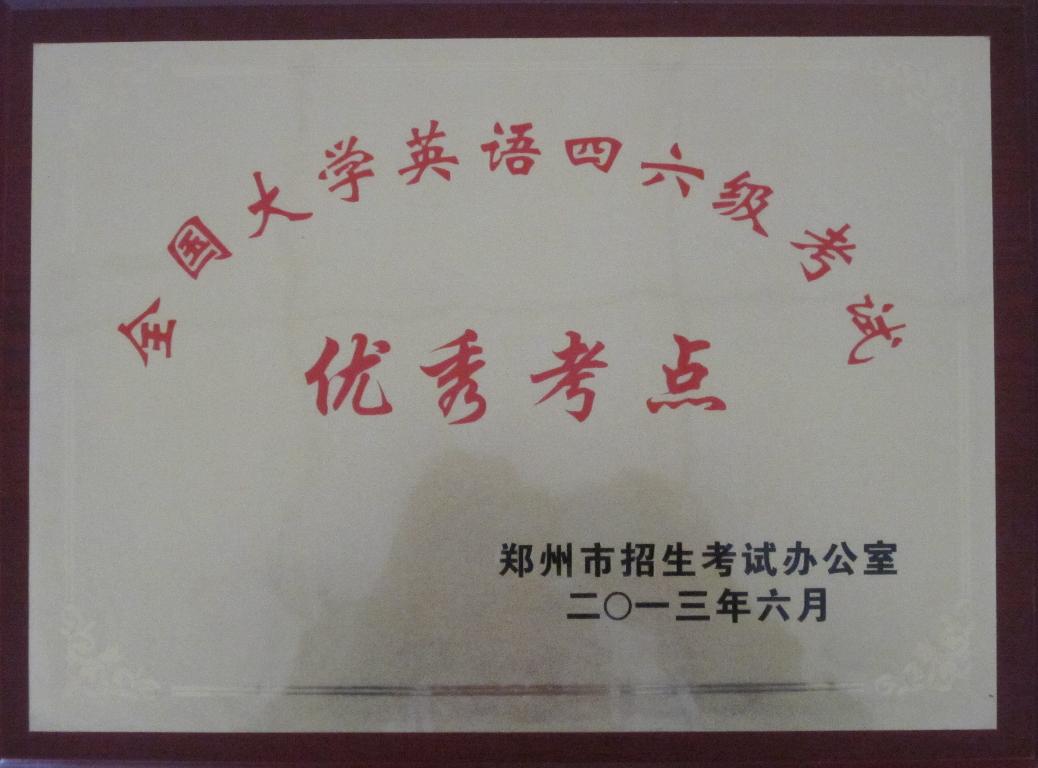 全国大学英语四六级考试
优秀考点
郑州市招生考试办公室
二〇一三年六月